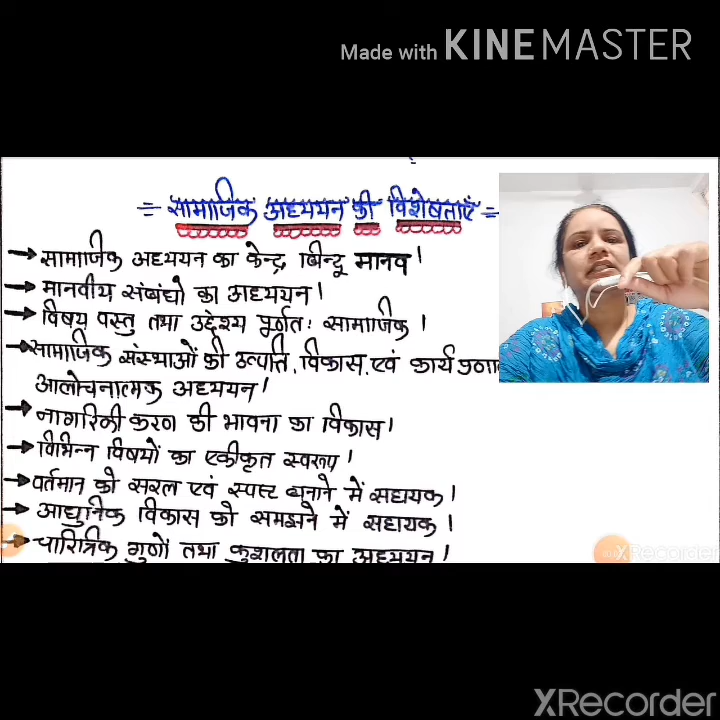 Made with KINEMASTER
= सामाजिक अध्ययन की विशेषताएँ =
→ सामाजिक अध्ययन का केन्द्र बिन्दू मानव।
→ मानवीय संबंधो का अध्ययन।
→ विषय वस्तु तथा उद्देश्य पूर्णतः सामाजिक।
→ सामाजिक संस्थाओं की उत्पत्ति, विकास, एवं कार्य
आलोचनात्मक अध्ययन।
→ नागरिकी करण की भावना का विकास।
→ विभिन्न विषयों का एकीकृत स्वरूप।
→ वर्तमान को सरल एवं स्पष्ट बनाने में सहायक।
→ आधुनिक विकास को समझने में सहायक।
→ चारित्रिक गुणों तथा कुशलता का अध्ययन।
XRecorder
XRecorder